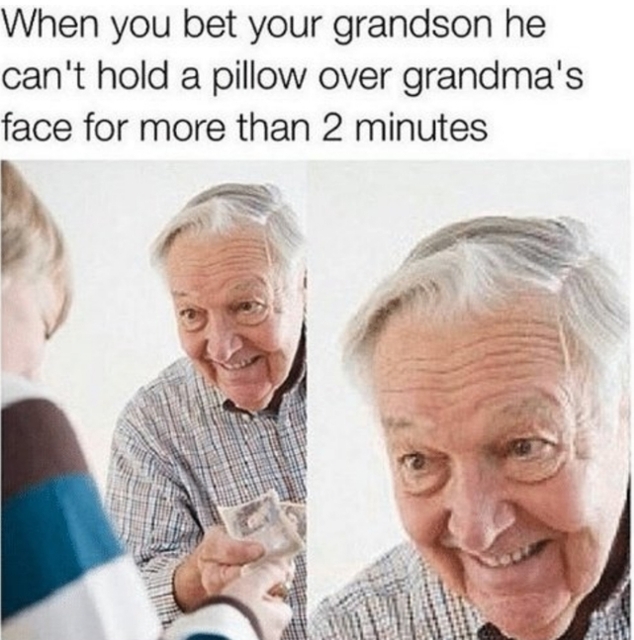 When you bet your grandson he
can't hold a pillow over grandma's
face for more than 2 minutes